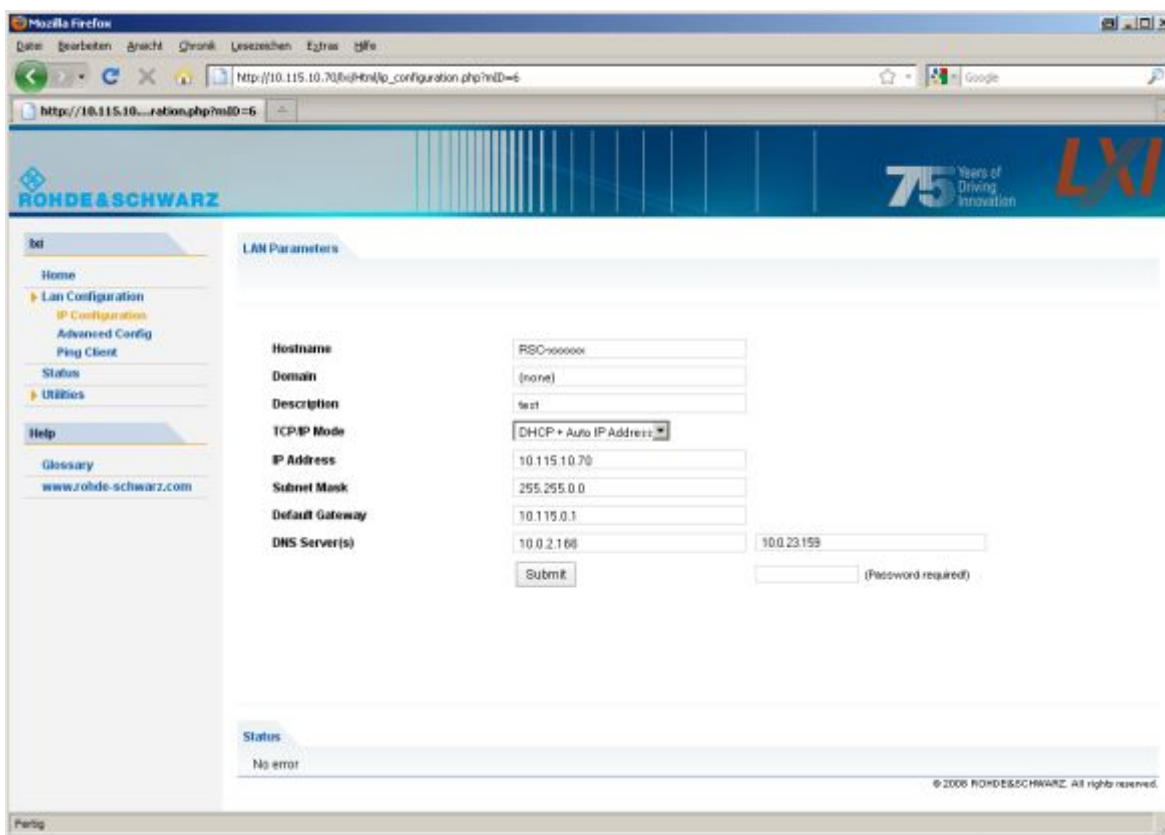 Mozilla Firefox
Datei Bearbeiten Ansicht Chronik Lesezeichen Extras Hilfe
http://10.115.10.70/lxi/Html/ip_configuration.php?mID=6
Google
http://10.115.10....ration.php?mID=6
ROHDE&SCHWARZ
75 Years of
Driving
Innovation
LXI
lxi
Home
Lan Configuration
IP Configuration
Advanced Config
Ping Client
Status
Utilities
Help
Glossary
www.rohde-schwarz.com
LAN Parameters
Hostname RSC-xxxxxx
Domain (none)
Description test
TCP/IP Mode DHCP + Auto IP Address
IP Address 10.115.10.70
Subnet Mask 255.255.0.0
Default Gateway 10.115.0.1
DNS Server(s) 10.0.2.166 10.0.23.159
Submit (Password required!)
Status
No error
© 2006 ROHDE&SCHWARZ. All rights reserved.
Fertig